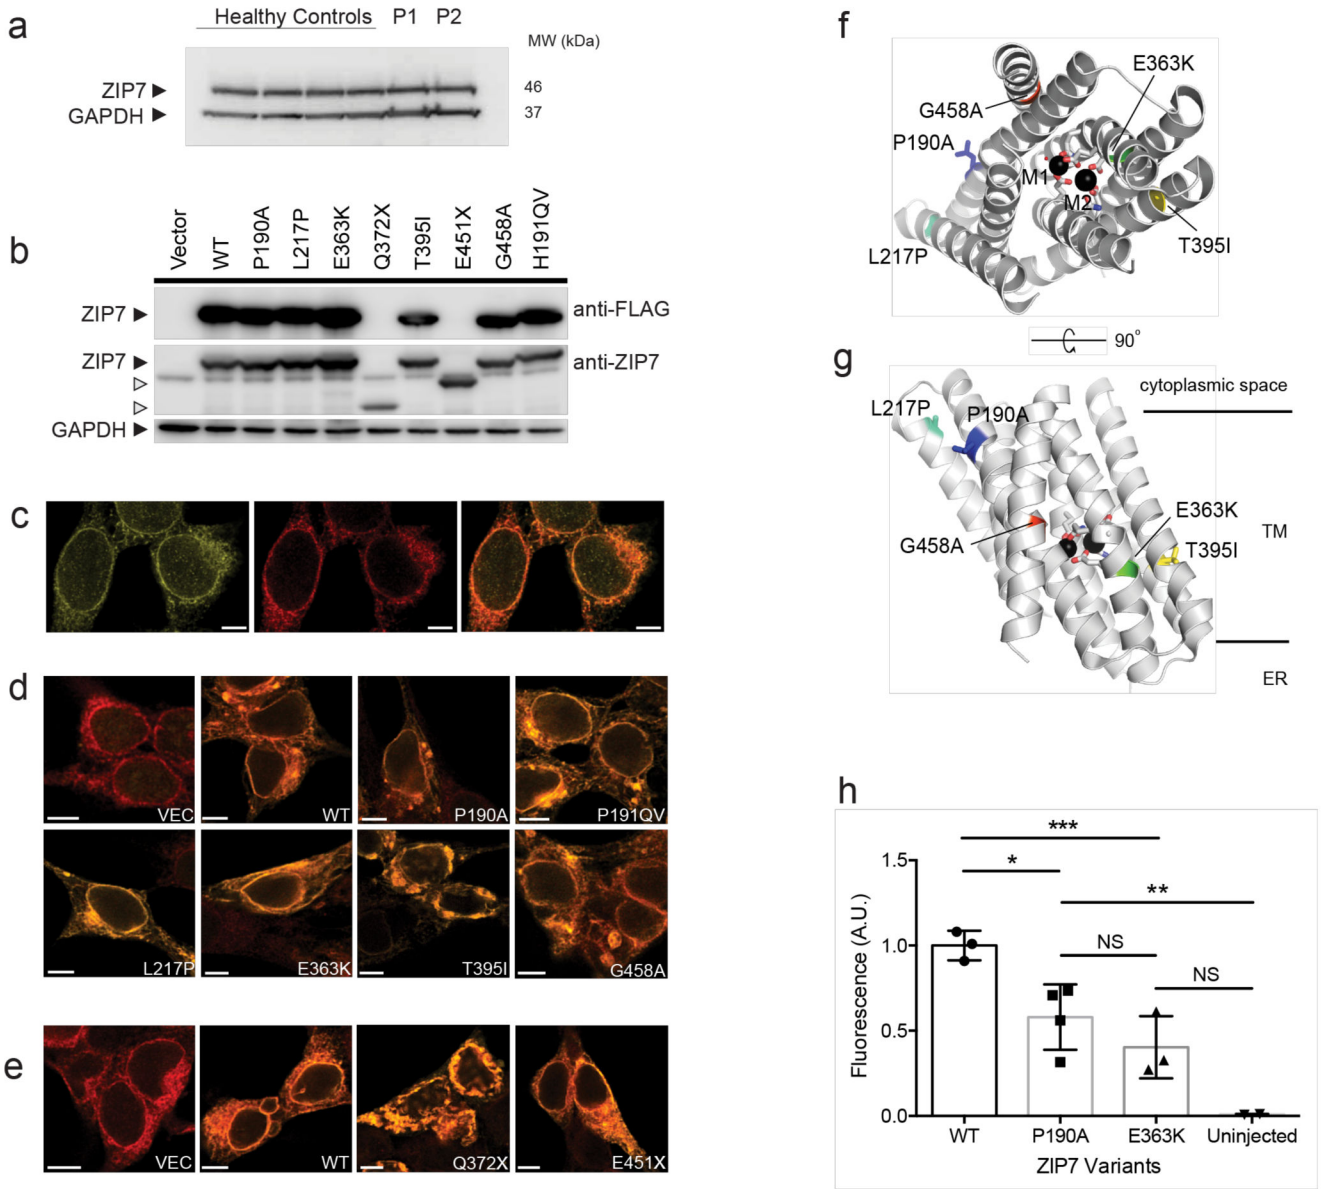 a
Healthy Controls P1 P2
MW (kDa)
ZIP7 46
GAPDH 37
b
Vector WT P190A L217P E363K Q372X T395I E451X G458A H191QV
ZIP7 anti-FLAG
ZIP7 anti-ZIP7
GAPDH
c
d
VEC WT P190A P191QV
L217P E363K T395I G458A
e
VEC WT Q372X E451X
f
E363K
G458A
P190A
M1
M2
L217P
T395I
90°
g
cytoplasmic space
L217P
P190A
E363K
TM
G458A
T395I
ER
h
***
*
**
NS
NS
Fluorescence (A.U.)
1.5
1.0
0.5
0.0
WT P190A E363K Uninjected
ZIP7 Variants